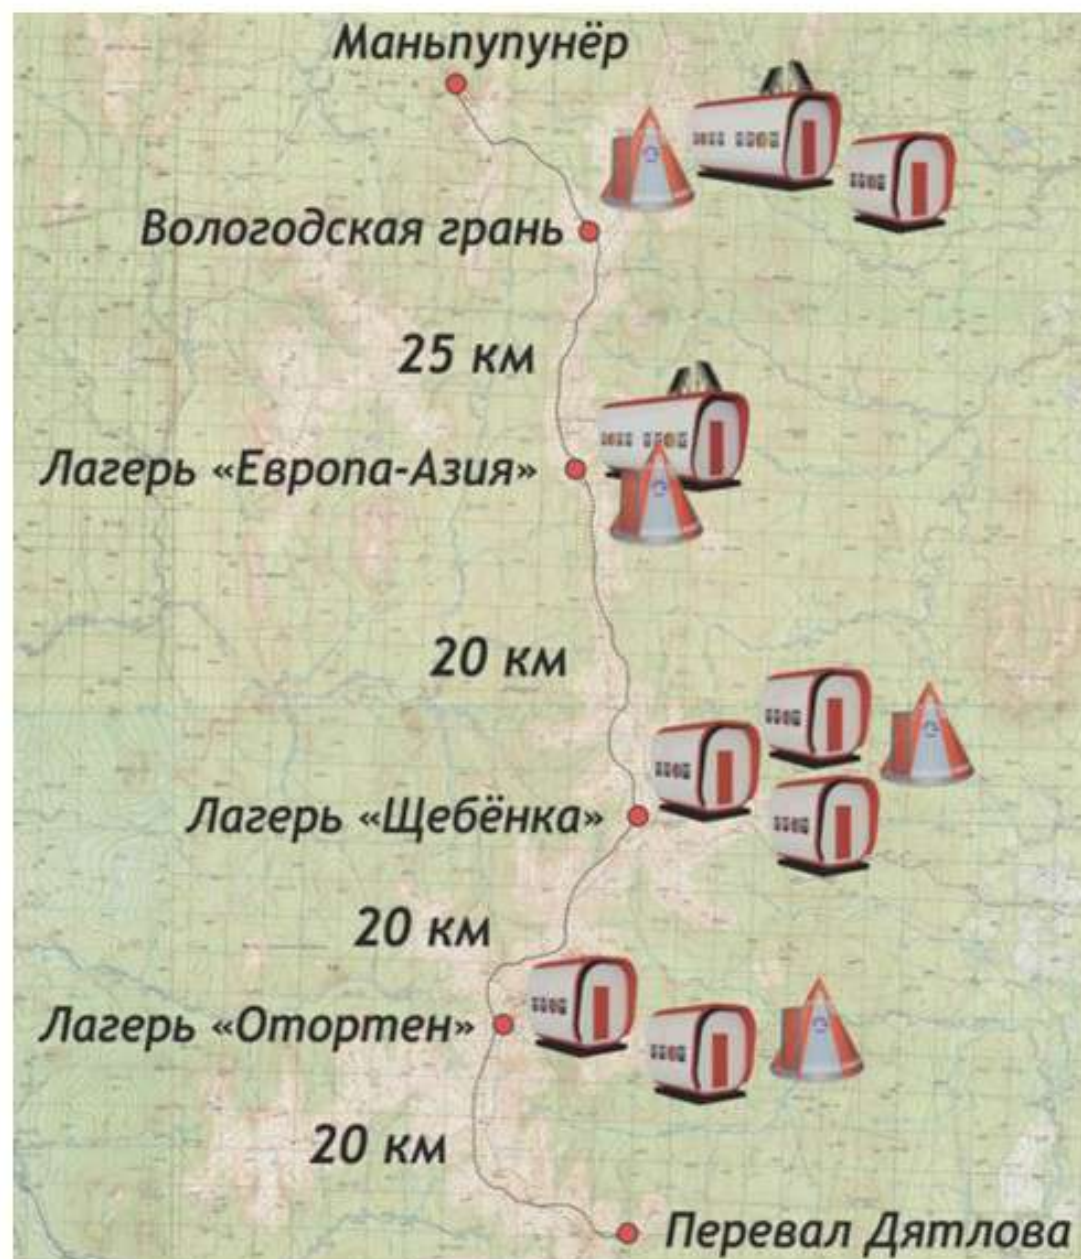 Маньпупунёр
Вологодская грань
25 км
Лагерь «Европа-Азия»
20 км
Лагерь «Щебёнка»
20 км
Лагерь «Отортен»
20 км
Перевал Дятлова